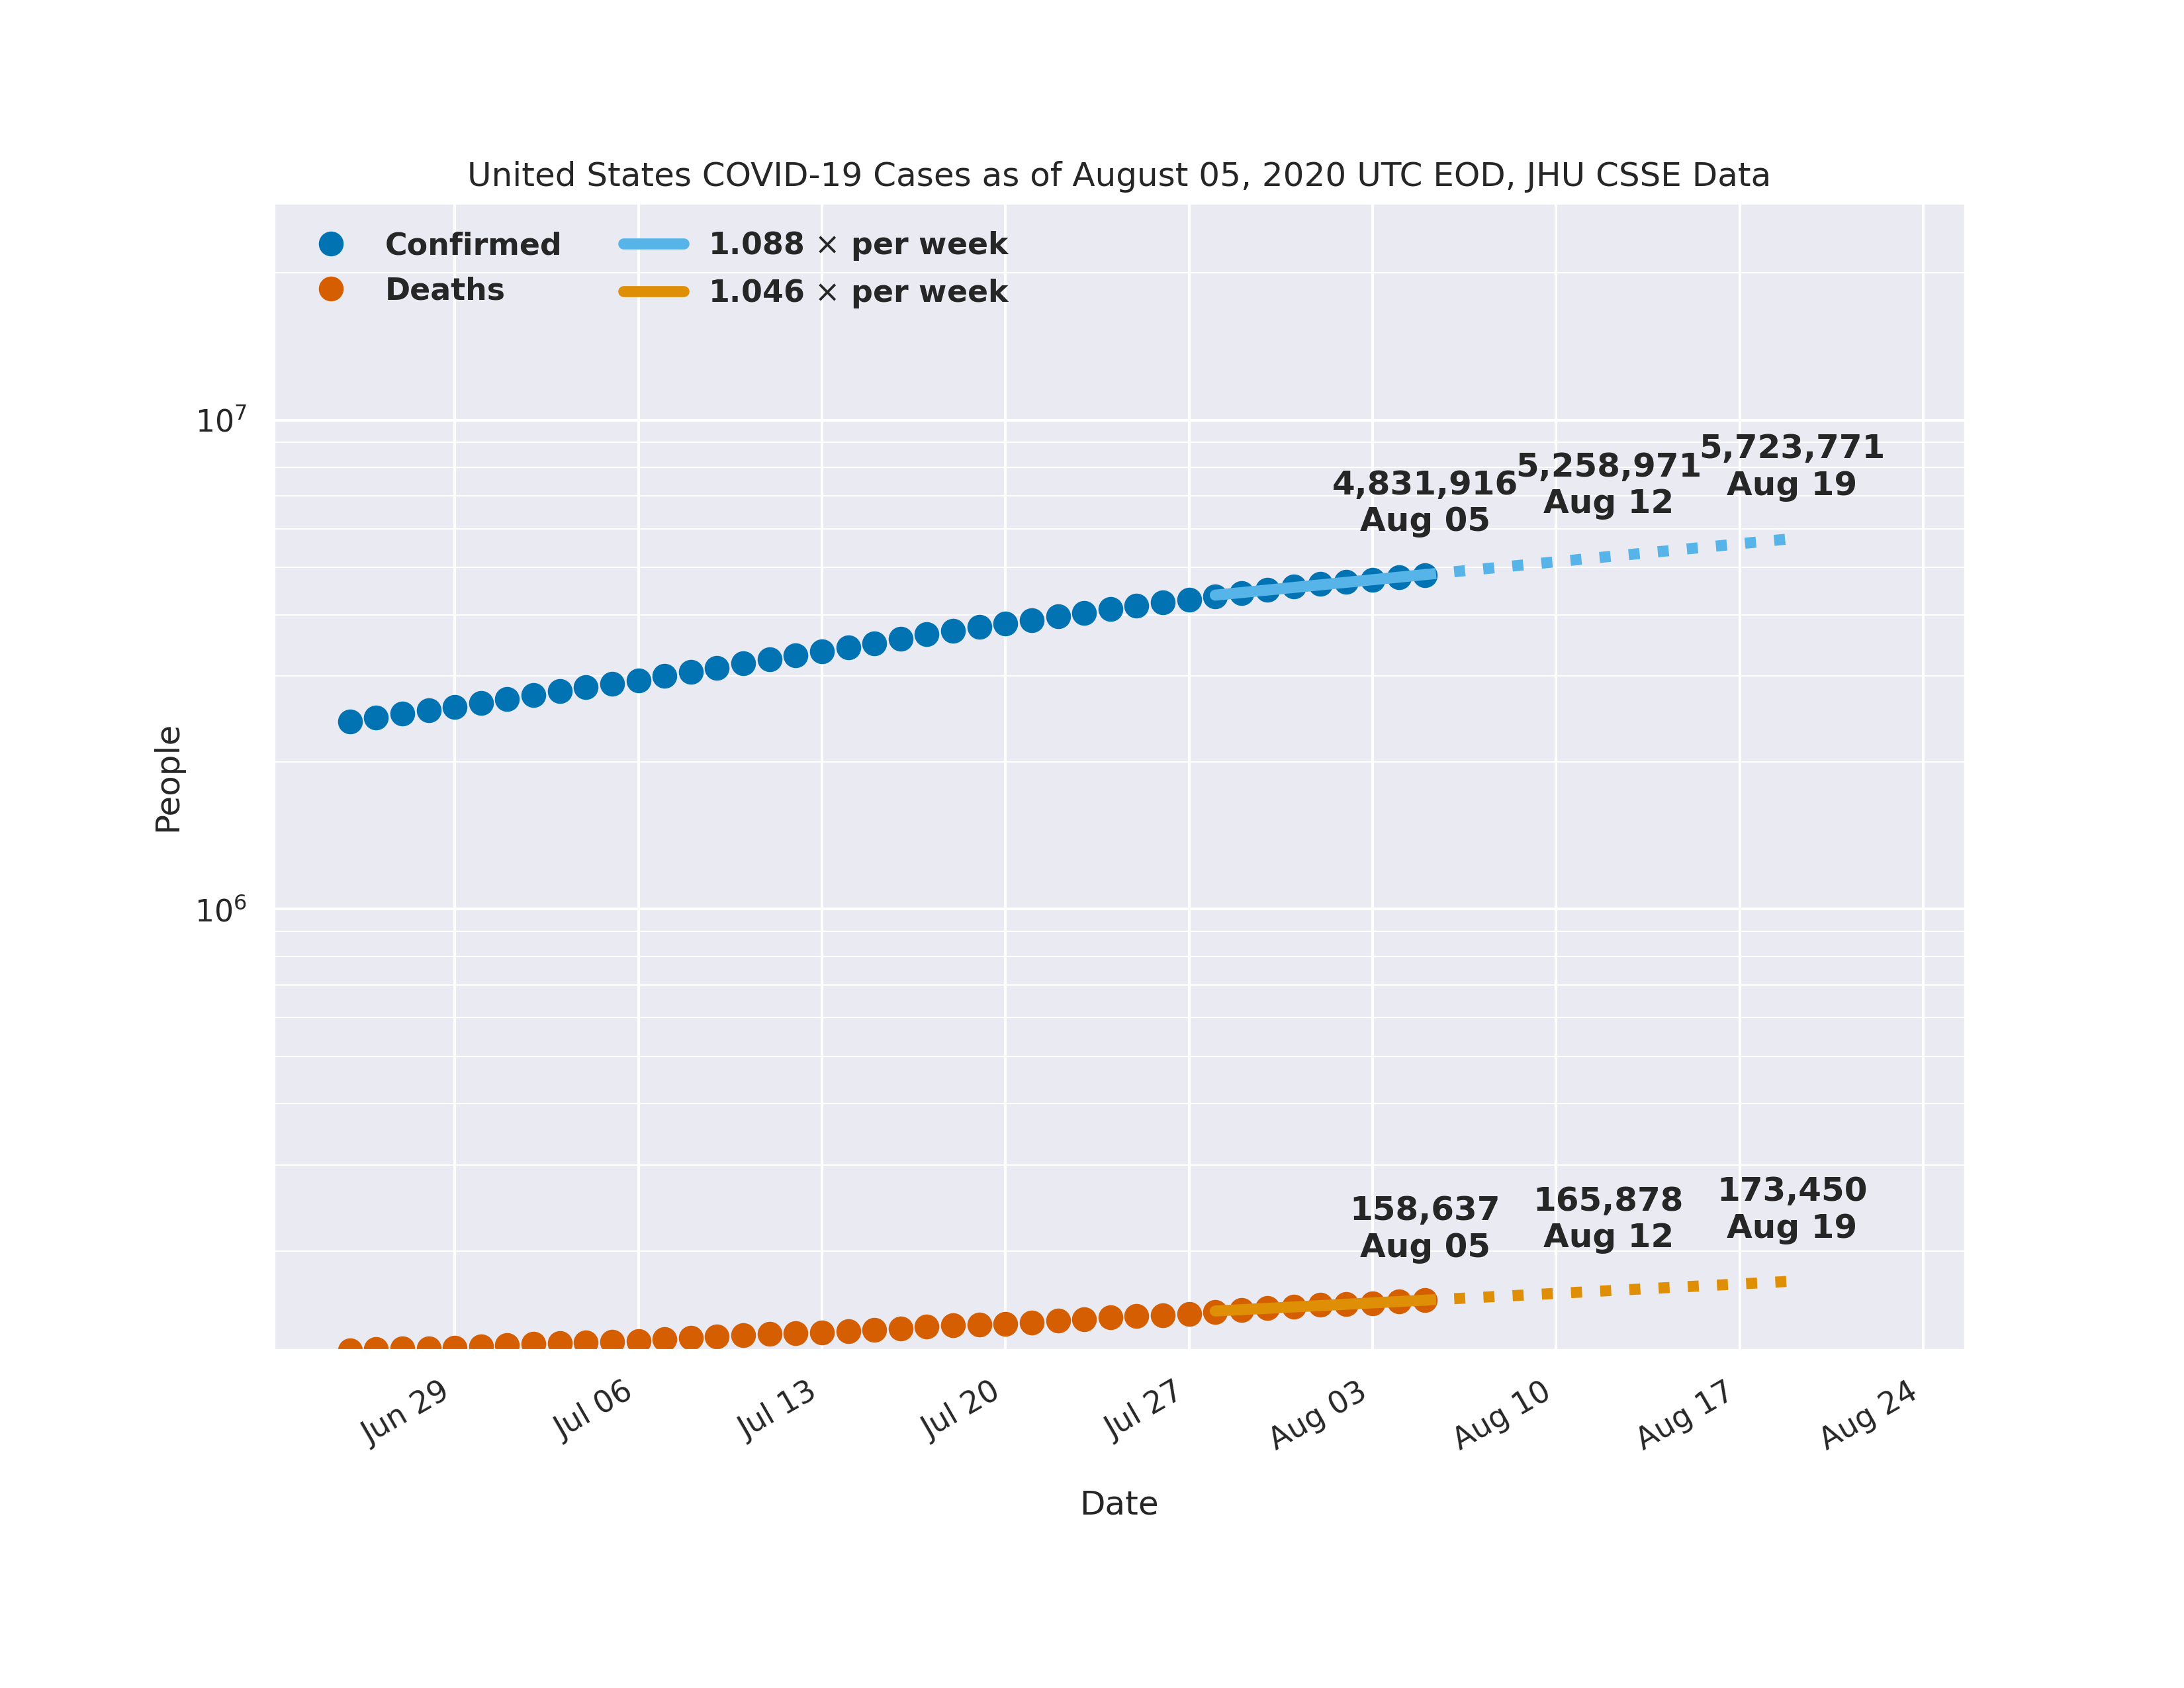 United States COVID-19 Cases as of August 05, 2020 UTC EOD, JHU CSSE Data
Confirmed
Deaths
1.088 × per week
1.046 × per week
10⁷
10⁶
People
4,831,916
Aug 05
5,258,971
Aug 12
5,723,771
Aug 19
158,637
Aug 05
165,878
Aug 12
173,450
Aug 19
Jun 29
Jul 06
Jul 13
Jul 20
Jul 27
Aug 03
Aug 10
Aug 17
Aug 24
Date